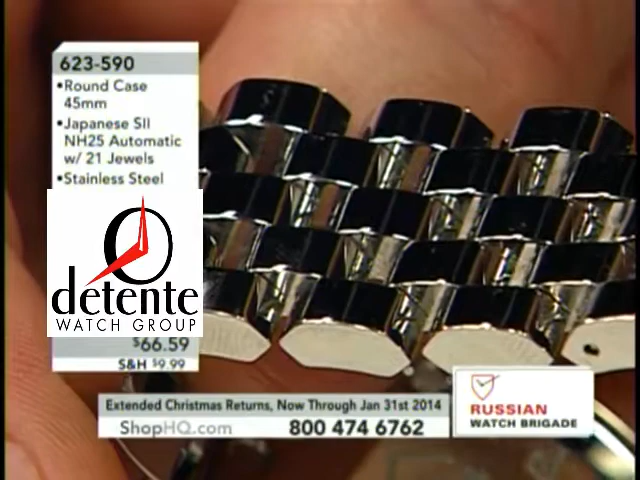 623-590
•Round Case
45mm
•Japanese SII
NH25 Automatic
w/ 21 Jewels
•Stainless Steel
detente
WATCH GROUP
$66.59
S&H $9.99
Extended Christmas Returns, Now Through Jan 31st 2014
ShopHQ.com 800 474 6762
RUSSIAN
WATCH BRIGADE